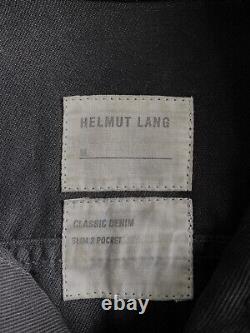 HELMUT LANG
CLASSIC DENIM
SLIM 2 POCKET